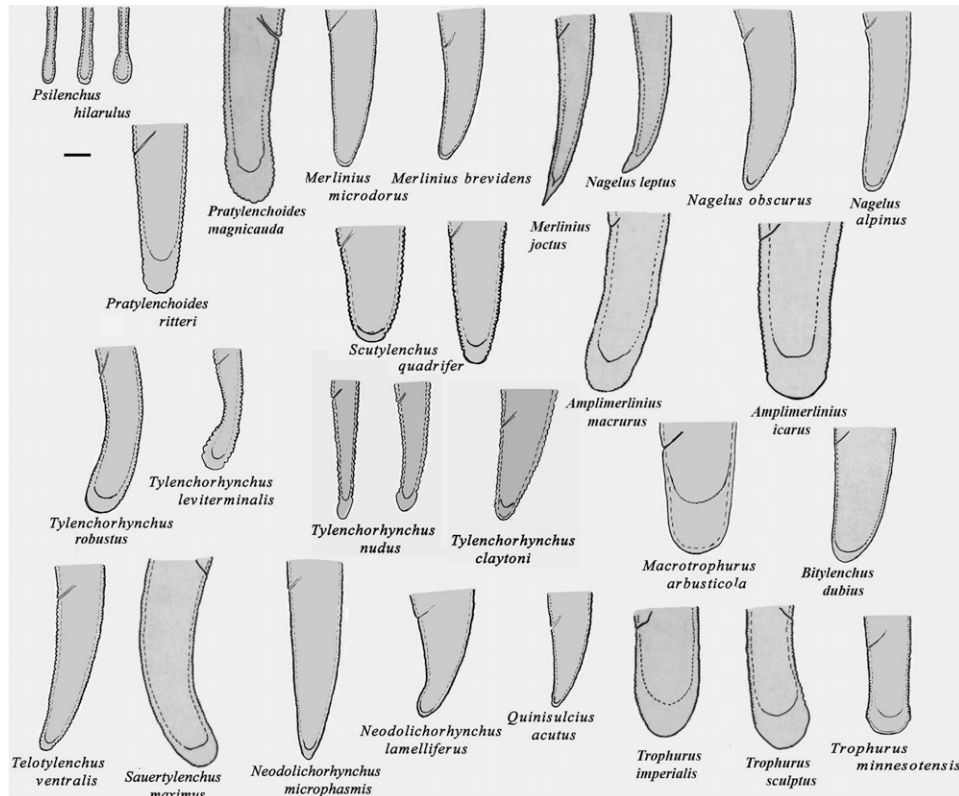 Psilenchus
hilarulus
Pratylenchoides
magnicauda
Merlinius
microdorus
Merlinius brevidens
Merlinius
joctus
Nagelus leptus
Nagelus obscurus
Nagelus
alpinus
Pratylenchoides
ritteri
Scutylenchus
quadrifer
Amplimerlinius
macrurus
Amplimerlinius
icarus
Tylenchorhynchus
robustus
Tylenchorhynchus
leviterminalis
Tylenchorhynchus
nudus
Tylenchorhynchus
claytoni
Macrotrophurus
arbusticola
Bitylenchus
dubius
Telotylenchus
ventralis
Sauertylenchus
maximus
Neodolichorhynchus
microphasmis
Neodolichorhynchus
lamelliferus
Quinisulcius
acutus
Trophurus
imperialis
Trophurus
sculptus
Trophurus
minnesotensis